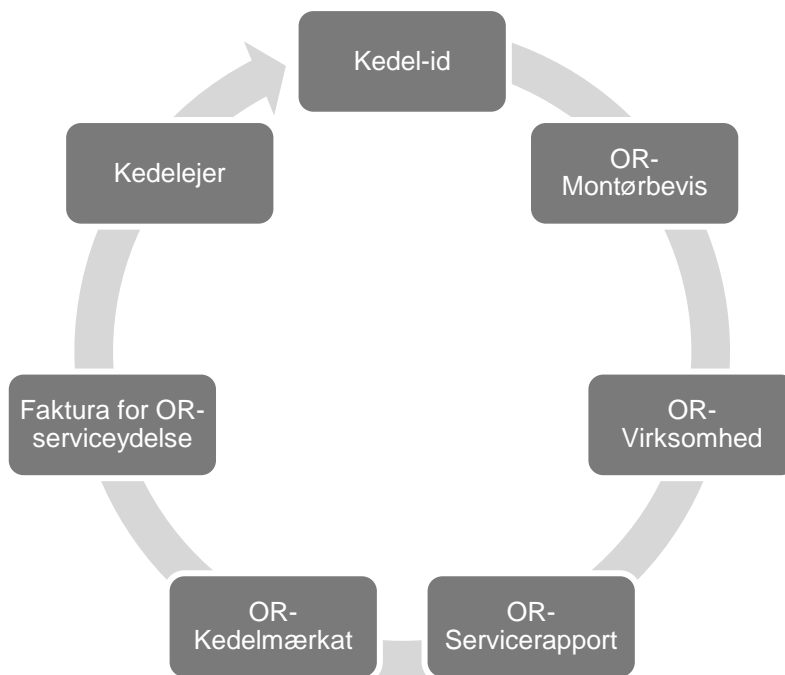 Kedel-id
OR-
Montørbevis
OR-
Virksomhed
OR-
Servicerapport
OR-
Kedelmærkat
Faktura for OR-
serviceydelse
Kedelejer